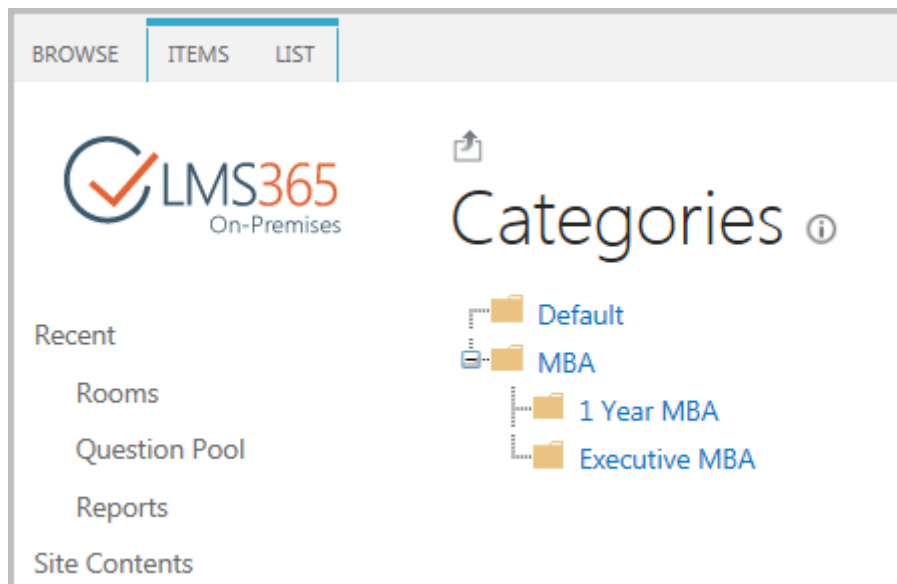 BROWSE ITEMS LIST
LMS365
On-Premises
Categories
Default
MBA
1 Year MBA
Executive MBA
Recent
Rooms
Question Pool
Reports
Site Contents